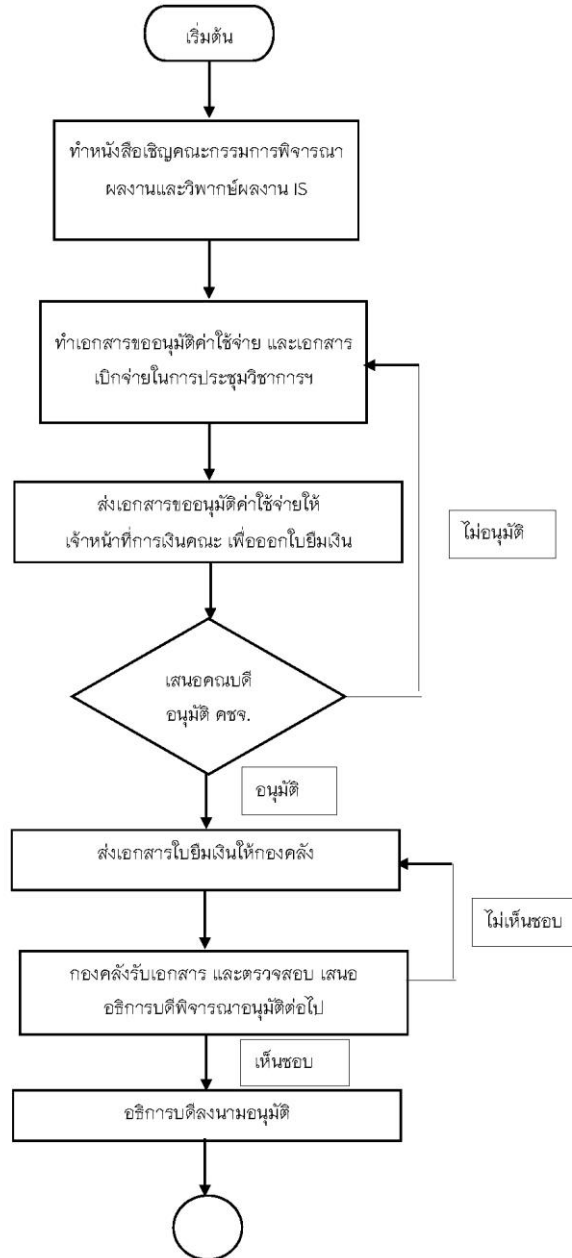 เริ่มต้น
ทำหนังสือเชิญคณะกรรมการพิจารณา
ผลงานและวิพากษ์ผลงาน IS
ทำเอกสารขออนุมัติค่าใช้จ่าย และเอกสาร
เบิกจ่ายในการประชุมวิชาการฯ
ส่งเอกสารขออนุมัติค่าใช้จ่ายให้
เจ้าหน้าที่การเงินคณะ เพื่อออกใบยืมเงิน
ไม่อนุมัติ
เสนอคณบดี
อนุมัติ คชจ.
อนุมัติ
ส่งเอกสารใบยืมเงินให้กองคลัง
ไม่เห็นชอบ
กองคลังรับเอกสาร และตรวจสอบ เสนอ
อธิการบดีพิจารณาอนุมัติต่อไป
เห็นชอบ
อธิการบดีลงนามอนุมัติ